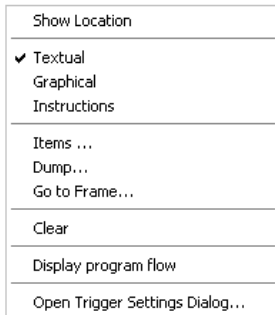 Show Location
Textual
Graphical
Instructions
Items ...
Dump...
Go to Frame...
Clear
Display program flow
Open Trigger Settings Dialog...